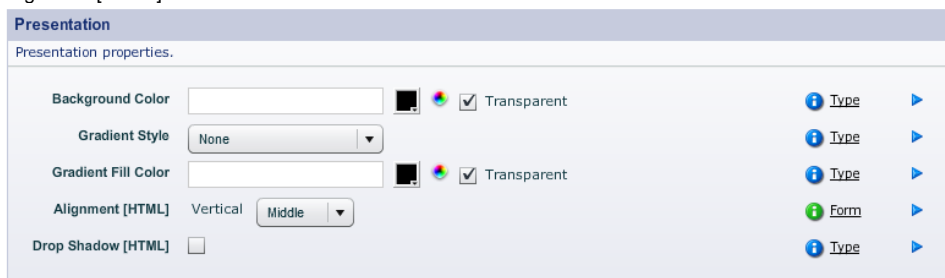 Presentation
Presentation properties.
Background Color Transparent Type
Gradient Style None Type
Gradient Fill Color Transparent Type
Alignment [HTML] Vertical Middle Form
Drop Shadow [HTML] Type